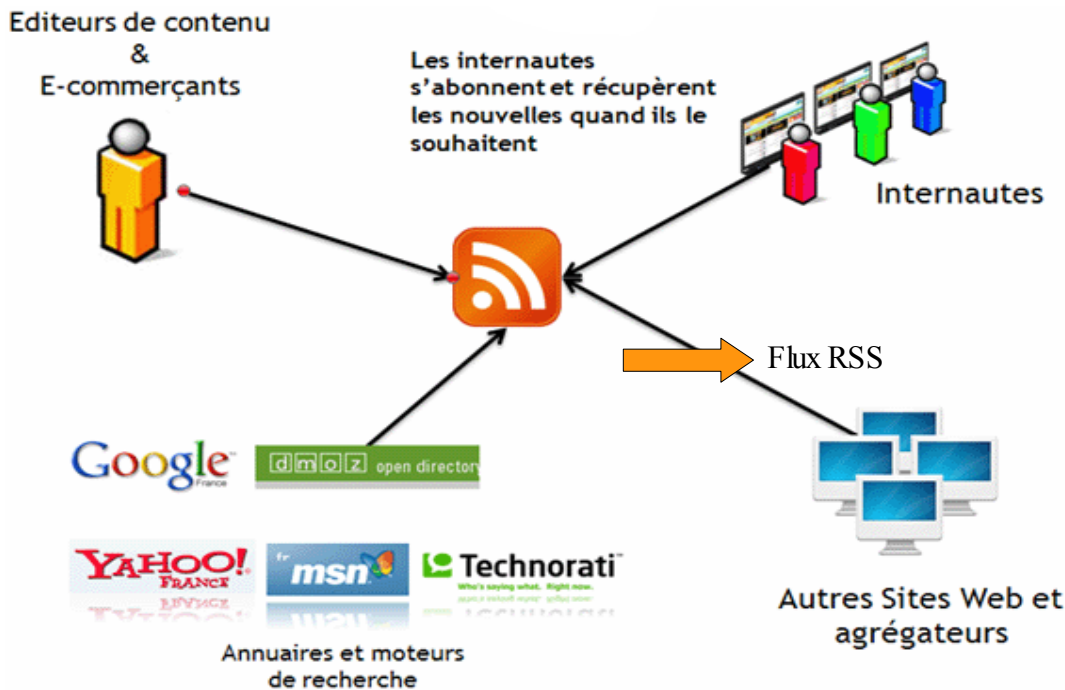 Editeurs de contenu
&
E-commerçants
Les internautes
s'abonnent et récupèrent
les nouvelles quand ils le
souhaitent
Internautes
Flux RSS
Google
France
dmoz open directory
YAHOO!
FRANCE
fr
msn
Technorati
Who's saying what. Right now.
Autres Sites Web et
agrégateurs
Annuaires et moteurs
de recherche